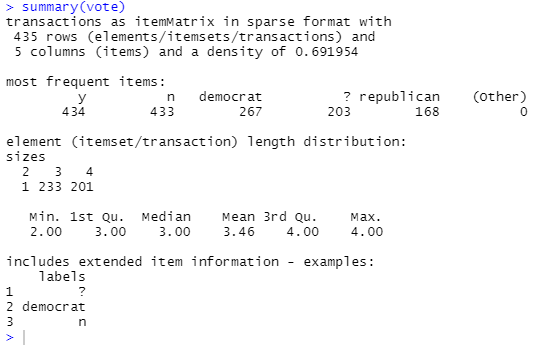 > summary(vote)
transactions as itemMatrix in sparse format with
 435 rows (elements/itemsets/transactions) and
 5 columns (items) and a density of 0.691954

most frequent items:
         y          n   democrat          ? republican    (Other)
       434        433        267        203        168          0

element (itemset/transaction) length distribution:
sizes
  2   3   4
  1 233 201

   Min. 1st Qu.  Median    Mean 3rd Qu.    Max.
   2.00    3.00    3.00    3.46    4.00    4.00

includes extended item information - examples:
    labels
1        ?
2 democrat
3        n
>